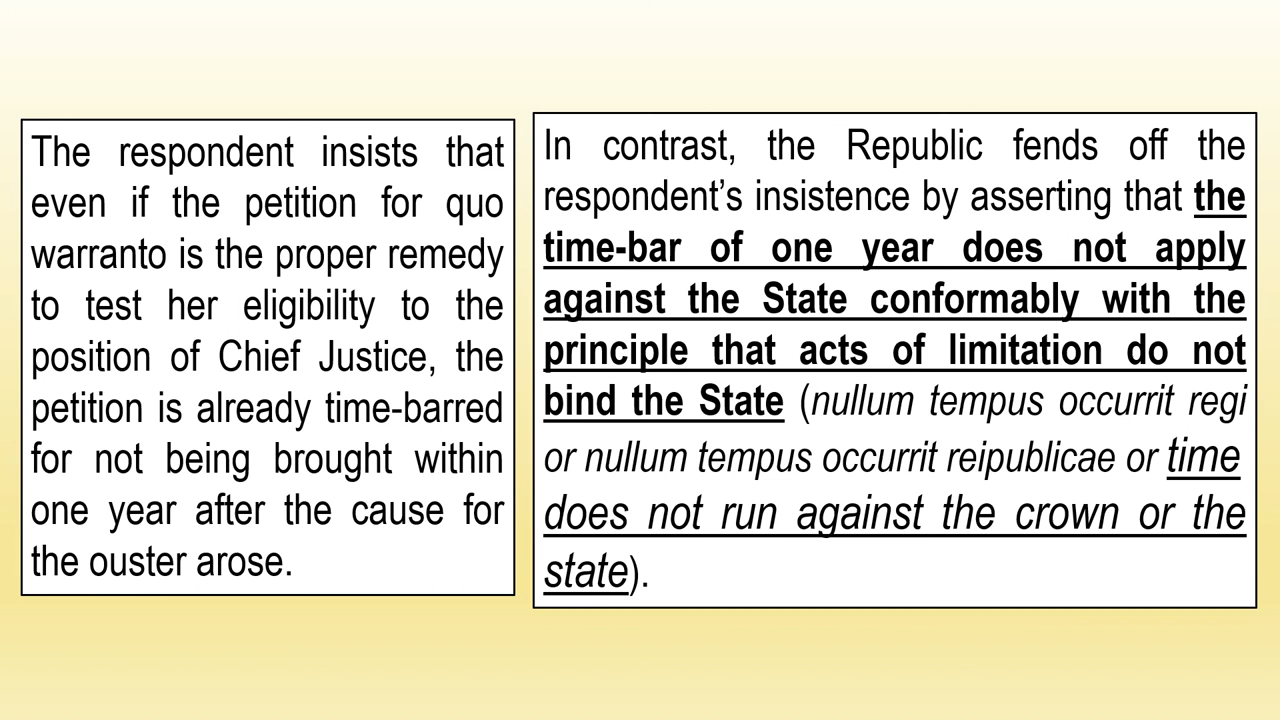 The respondent insists that
even if the petition for quo
warranto is the proper remedy
to test her eligibility to the
position of Chief Justice, the
petition is already time-barred
for not being brought within
one year after the cause for
the ouster arose.
In contrast, the Republic fends off the
respondent’s insistence by asserting that the
time-bar of one year does not apply
against the State conformably with the
principle that acts of limitation do not
bind the State (nullum tempus occurrit regi
or nullum tempus occurrit reipublicae or time
does not run against the crown or the
state).